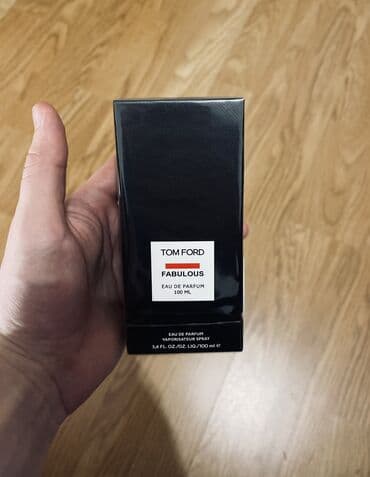 TOM FORD
FABULOUS
EAU DE PARFUM
100 ML
EAU DE PARFUM
VAPORISATEUR SPRAY
3,4 FL. OZ./OZ. LIQ./100 ml ℮